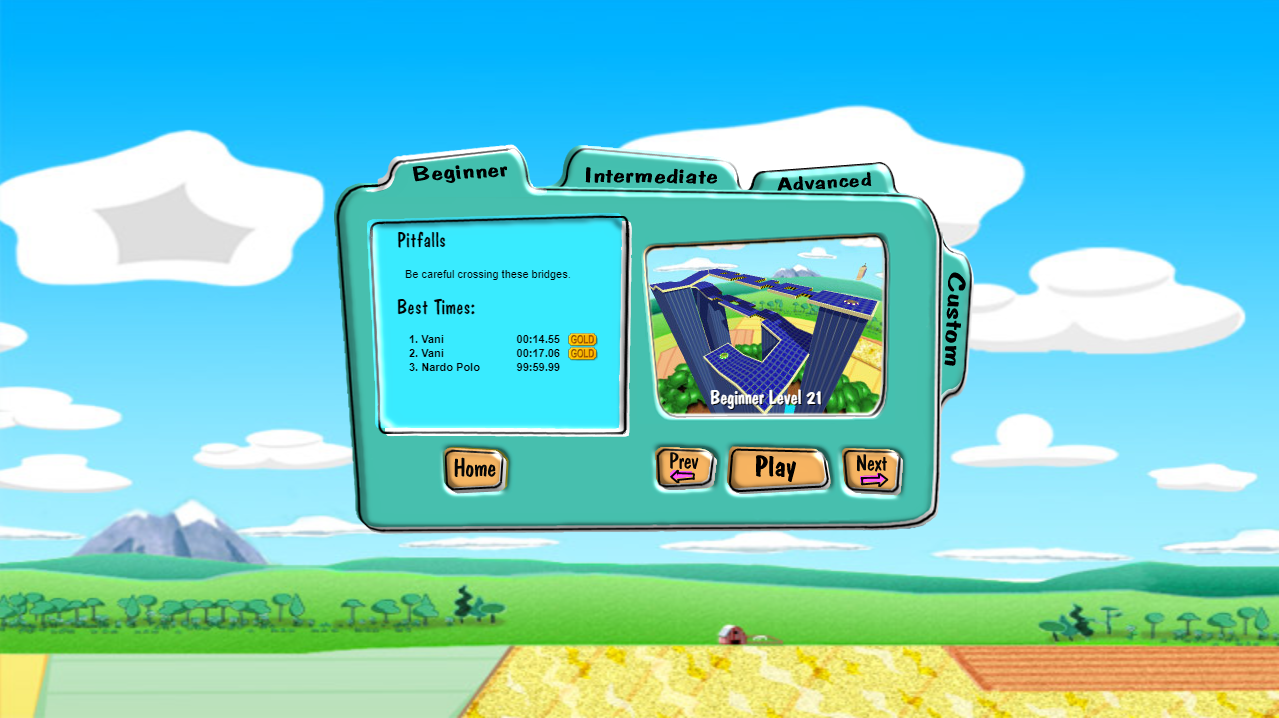 Beginner
Intermediate
Advanced
Custom
Pitfalls
Be careful crossing these bridges.
Best Times:
1. Vani 00:14.55 GOLD
2. Vani 00:17.06 GOLD
3. Nardo Polo 99:59.99
Beginner Level 21
Home
Prev
Play
Next